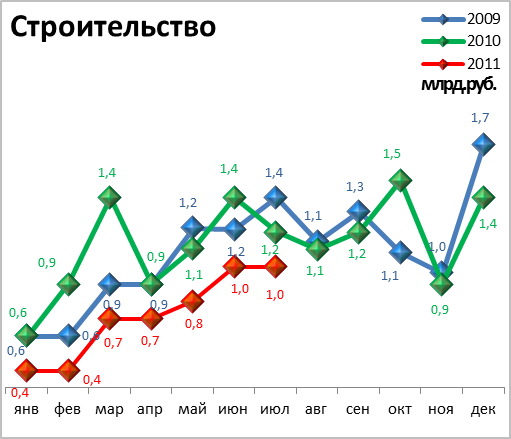 Строительство
2009
2010
2011
млрд.руб.
1,7
1,4 1,4 1,4 1,5
1,2 1,3 1,4
0,9 0,9 1,1 1,0
1,1 1,2 1,2 1,1 1,2 1,1
0,6 0,9 0,9 1,0 1,0 0,9
0,6 0,6 0,7 0,7 0,8
0,4 0,4
янв фев мар апр май июн июл авг сен окт ноя дек